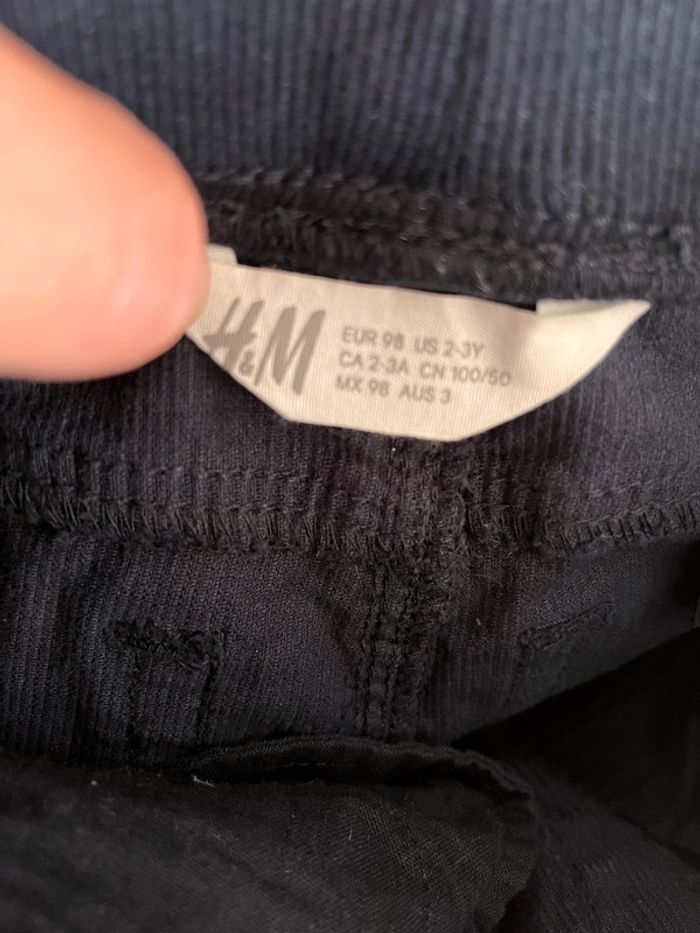 H&M
EUR 98 US 2-3Y
CA 2-3A CN 100/50
MX 98 AUS 3